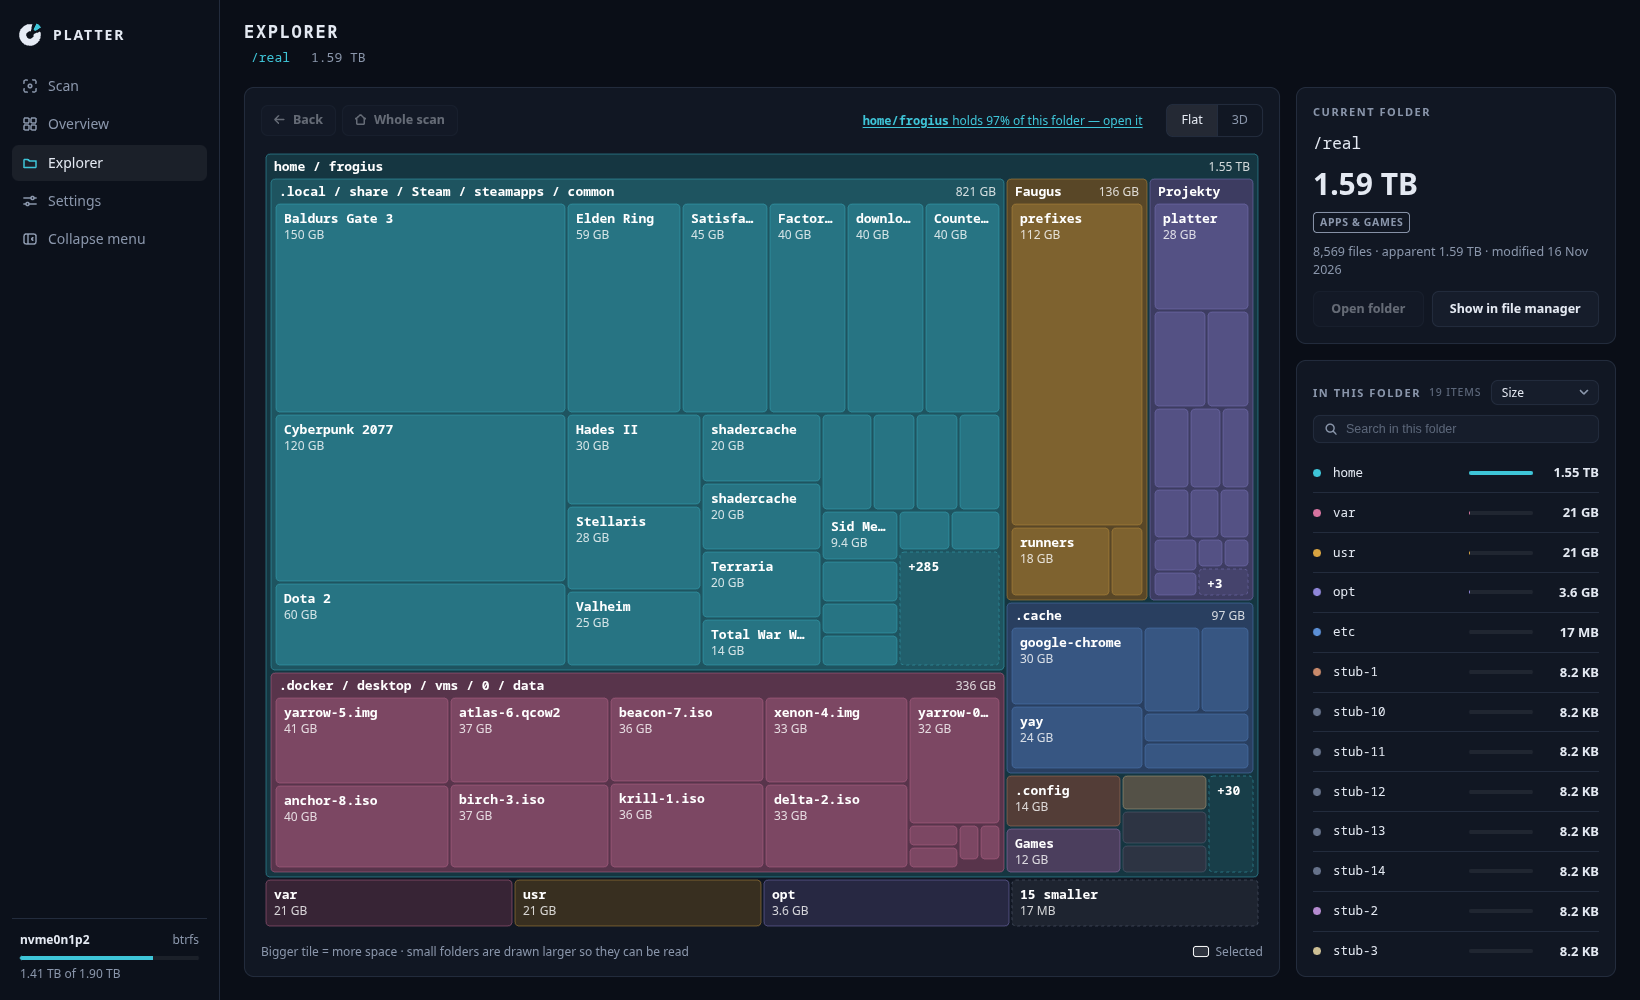 PLATTER
Scan
Overview
Explorer
Settings
Collapse menu
nvme0n1p2 btrfs
1.41 TB of 1.90 TB
EXPLORER
/real 1.59 TB
Back Whole scan
home/frogius holds 97% of this folder — open it
Flat 3D
home / frogius 1.55 TB
.local / share / Steam / steamapps / common 821 GB
Baldurs Gate 3
150 GB
Elden Ring
59 GB
Satisfa…
45 GB
Factor…
40 GB
downlo…
40 GB
Counte…
40 GB
Cyberpunk 2077
120 GB
Dota 2
60 GB
Hades II
30 GB
Stellaris
28 GB
Valheim
25 GB
shadercache
20 GB
shadercache
20 GB
Terraria
20 GB
Total War W…
14 GB
Sid Me…
9.4 GB
+285
.docker / desktop / vms / 0 / data 336 GB
yarrow-5.img
41 GB
atlas-6.qcow2
37 GB
beacon-7.iso
36 GB
xenon-4.img
33 GB
yarrow-0…
32 GB
anchor-8.iso
40 GB
birch-3.iso
37 GB
krill-1.iso
36 GB
delta-2.iso
33 GB
Faugus 136 GB
prefixes
112 GB
runners
18 GB
Projekty
platter
28 GB
+3
.cache 97 GB
google-chrome
30 GB
yay
24 GB
.config
14 GB
Games
12 GB
+30
var
21 GB
usr
21 GB
opt
3.6 GB
15 smaller
17 MB
Bigger tile = more space · small folders are drawn larger so they can be read
Selected
CURRENT FOLDER
/real
1.59 TB
APPS & GAMES
8,569 files · apparent 1.59 TB · modified 16 Nov
2026
Open folder Show in file manager
IN THIS FOLDER 19 ITEMS Size
Search in this folder
home 1.55 TB
var 21 GB
usr 21 GB
opt 3.6 GB
etc 17 MB
stub-1 8.2 KB
stub-10 8.2 KB
stub-11 8.2 KB
stub-12 8.2 KB
stub-13 8.2 KB
stub-14 8.2 KB
stub-2 8.2 KB
stub-3 8.2 KB